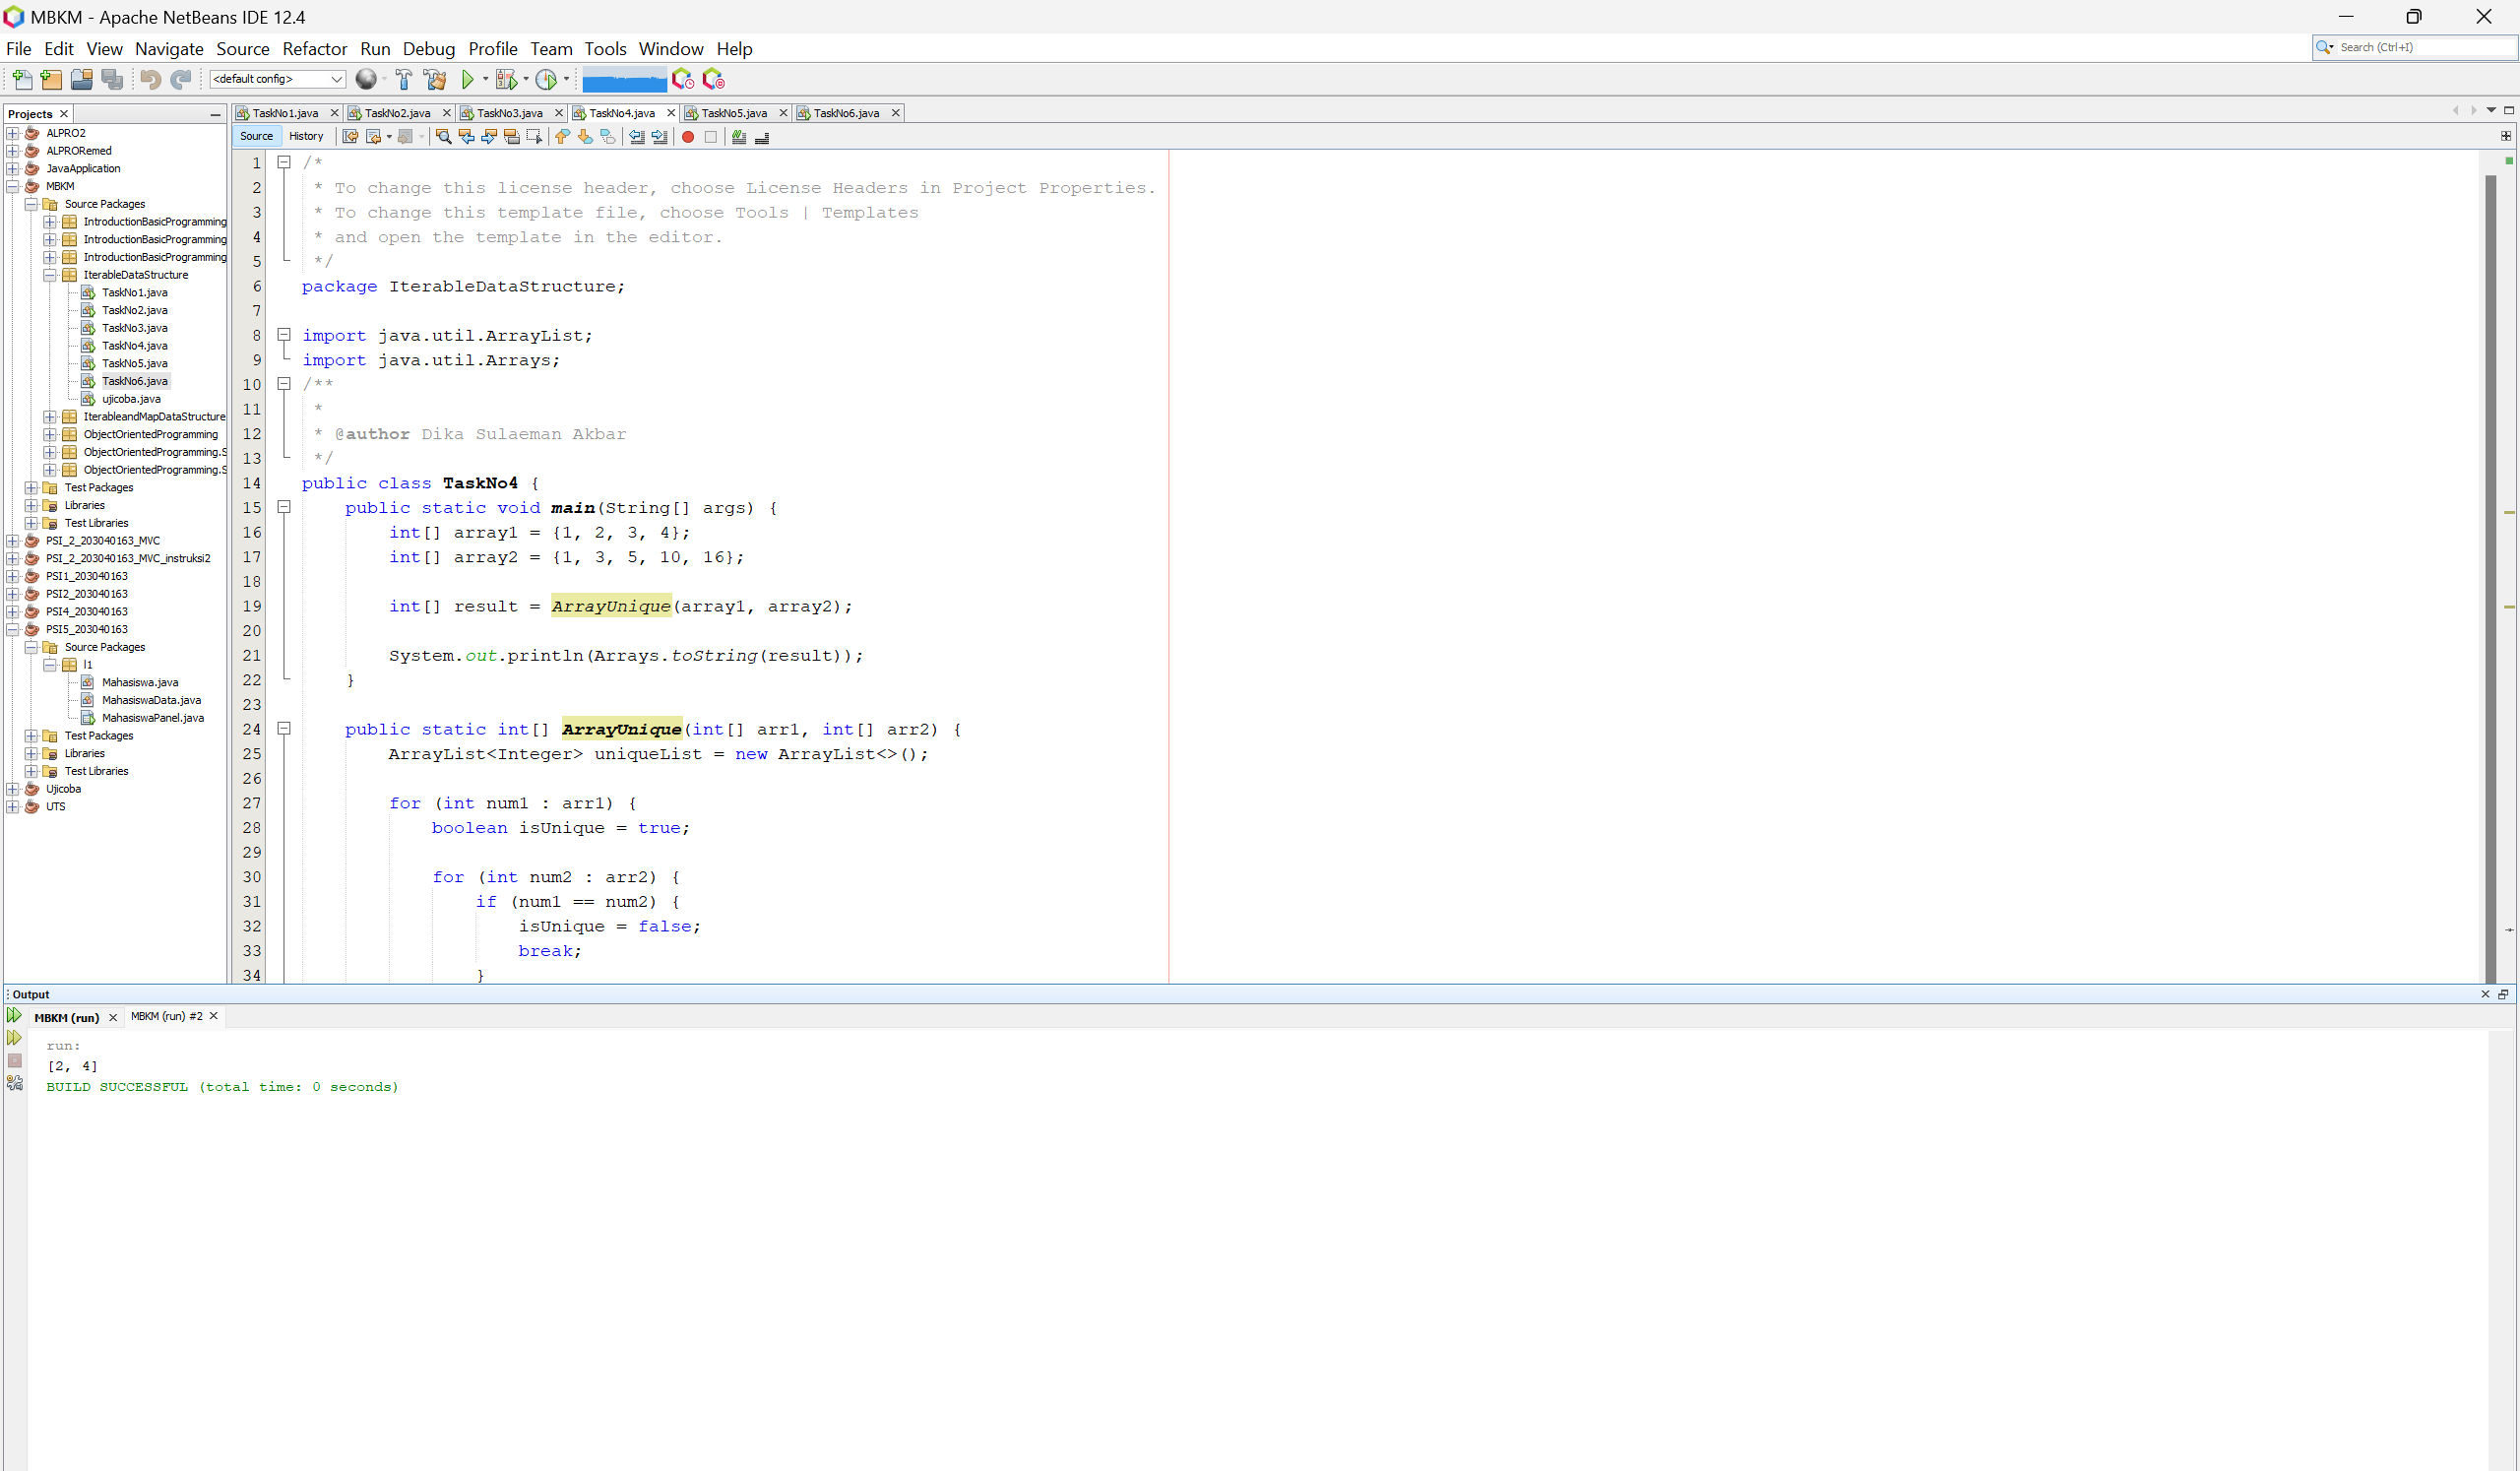 MBKM - Apache NetBeans IDE 12.4
File Edit View Navigate Source Refactor Run Debug Profile Team Tools Window Help
Search (Ctrl+I)
<default config>
Projects
ALPRO2
ALPRORemed
JavaApplication
MBKM
Source Packages
IntroductionBasicProgramming
IntroductionBasicProgramming
IntroductionBasicProgramming
IterableDataStructure
TaskNo1.java
TaskNo2.java
TaskNo3.java
TaskNo4.java
TaskNo5.java
TaskNo6.java
ujicoba.java
IterableandMapDataStructure
ObjectOrientedProgramming
ObjectOrientedProgramming.S
ObjectOrientedProgramming.S
Test Packages
Libraries
Test Libraries
PSI_2_203040163_MVC
PSI_2_203040163_MVC_instruksi2
PSI1_203040163
PSI2_203040163
PSI4_203040163
PSI5_203040163
Source Packages
l1
Mahasiswa.java
MahasiswaData.java
MahasiswaPanel.java
Test Packages
Libraries
Test Libraries
Ujicoba
UTS
TaskNo1.java TaskNo2.java TaskNo3.java TaskNo4.java TaskNo5.java TaskNo6.java
Source History
1 /*
2 * To change this license header, choose License Headers in Project Properties.
3 * To change this template file, choose Tools | Templates
4 * and open the template in the editor.
5 */
6 package IterableDataStructure;
7
8 import java.util.ArrayList;
9 import java.util.Arrays;
10 /**
11 *
12 * @author Dika Sulaeman Akbar
13 */
14 public class TaskNo4 {
15 public static void main(String[] args) {
16 int[] array1 = {1, 2, 3, 4};
17 int[] array2 = {1, 3, 5, 10, 16};
18
19 int[] result = ArrayUnique(array1, array2);
20
21 System.out.println(Arrays.toString(result));
22 }
23
24 public static int[] ArrayUnique(int[] arr1, int[] arr2) {
25 ArrayList<Integer> uniqueList = new ArrayList<>();
26
27 for (int num1 : arr1) {
28 boolean isUnique = true;
29
30 for (int num2 : arr2) {
31 if (num1 == num2) {
32 isUnique = false;
33 break;
34 }
Output
MBKM (run) MBKM (run) #2
run:
[2, 4]
BUILD SUCCESSFUL (total time: 0 seconds)